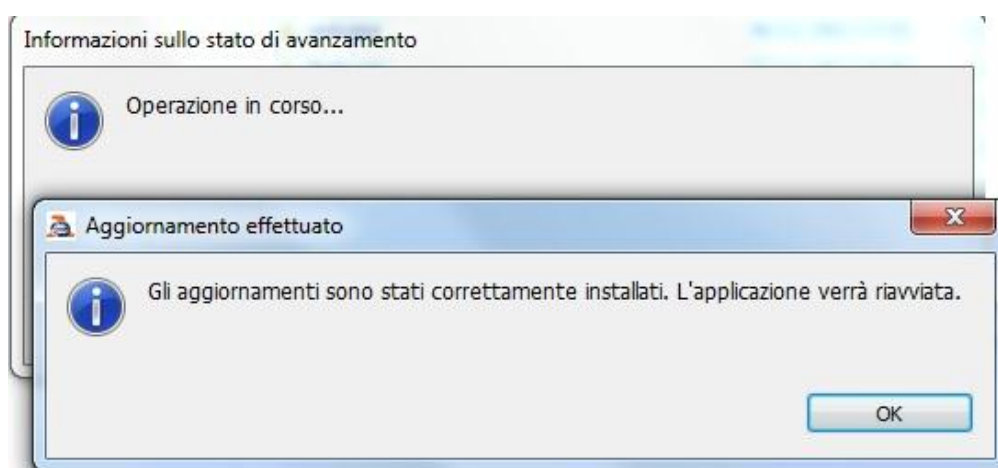 Informazioni sullo stato di avanzamento
Operazione in corso...
Aggiornamento effettuato
Gli aggiornamenti sono stati correttamente installati. L'applicazione verrà riavviata.
OK